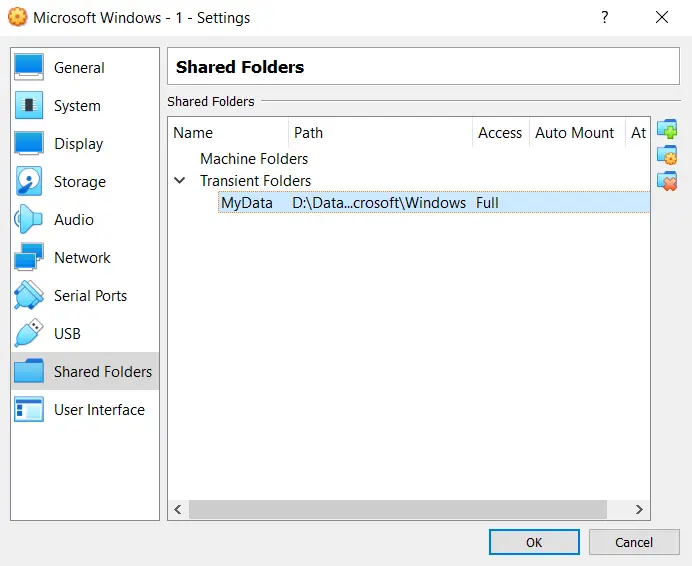 Microsoft Windows - 1 - Settings
?
General
System
Display
Storage
Audio
Network
Serial Ports
USB
Shared Folders
User Interface
Shared Folders
Shared Folders
Name Path Access Auto Mount At
Machine Folders
Transient Folders
MyData D:\Data...crosoft\Windows Full
OK Cancel